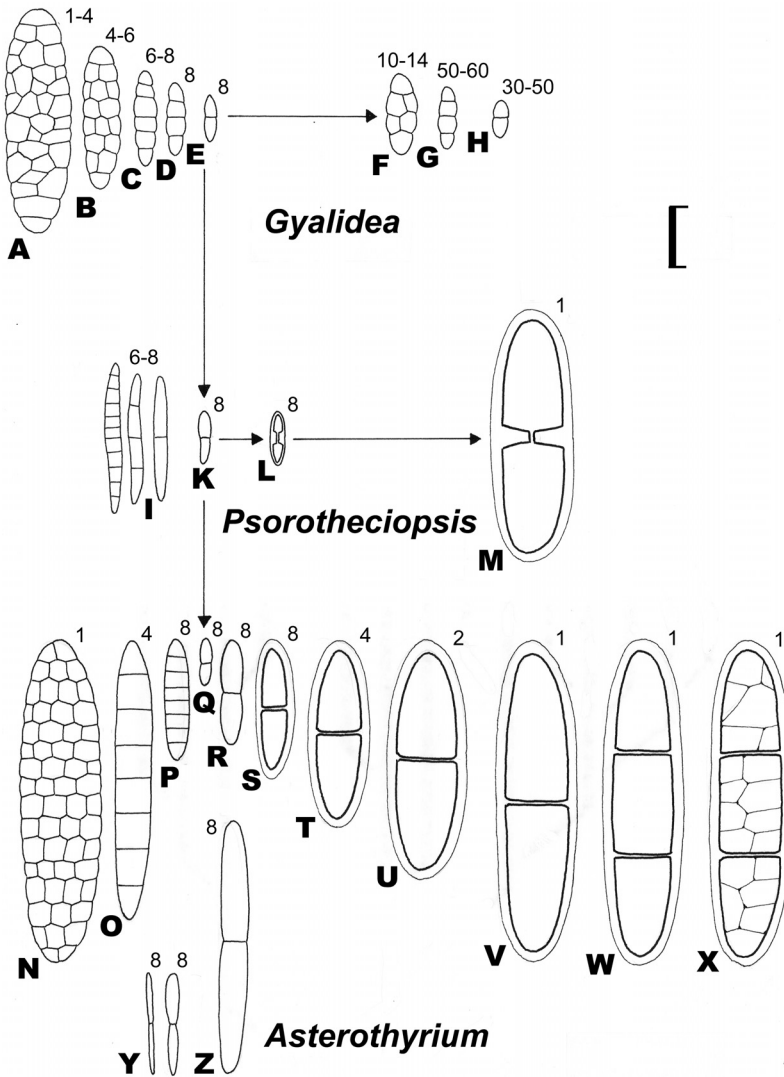 1-4
4-6
6-8
8
8
10-14
50-60
30-50
A
B
C
D
E
F
G
H
Gyalidea
1
6-8
8
8
I
K
L
M
Psorotheciopsis
1
4
8
8
8
8
4
2
1
1
1
N
O
P
Q
R
S
T
U
V
W
X
8
8
8
Y
Z
Asterothyrium